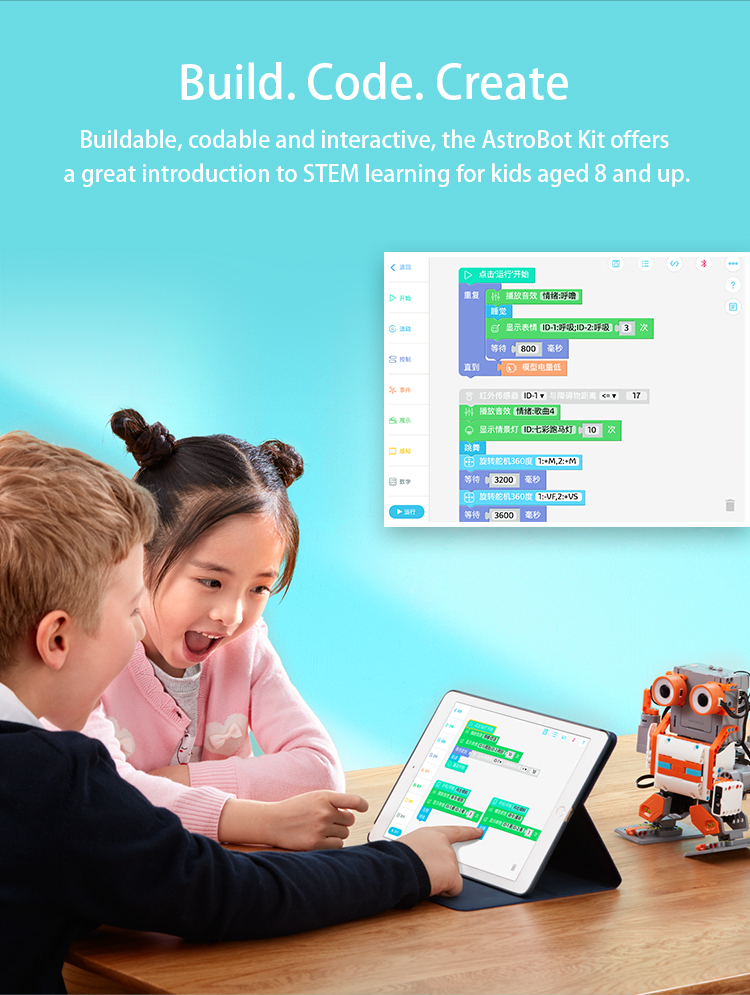 Build. Code. Create
Buildable, codable and interactive, the AstroBot Kit offers
a great introduction to STEM learning for kids aged 8 and up.
返回
开始
运动
控制
事件
展示
感知
数学
运行
点击'运行'开始
重复
播放音效 情绪:呼噜
睡觉
显示表情 ID-1:呼吸;ID-2:呼吸 3 次
等待 800 毫秒
直到 模型电量低
红外传感器 ID-1 与障碍物距离 <= 17
播放音效 情绪:歌曲4
显示情景灯 ID:七彩跑马灯 10 次
跳舞
旋转舵机360度 1:+M,2:+M
等待 3200 毫秒
旋转舵机360度 1:-VF,2:+VS
等待 3600 毫秒